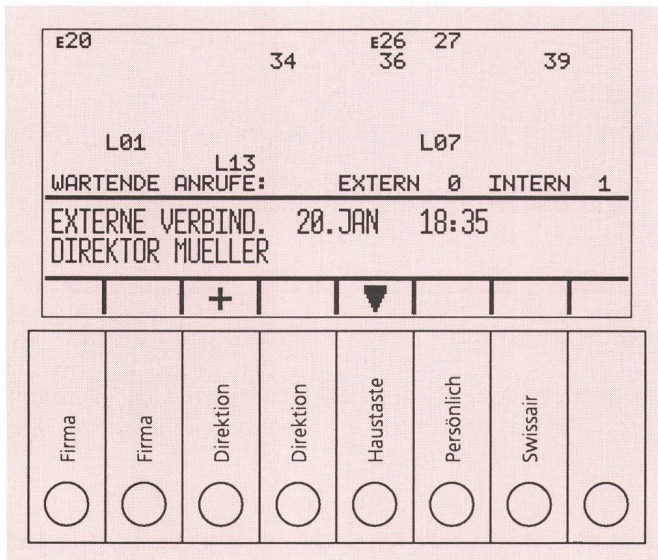 E20 E26 27
34 36 39
L01 L07
L13
WARTENDE ANRUFE: EXTERN 0 INTERN 1
EXTERNE VERBIND. 20.JAN 18:35
DIREKTOR MUELLER
+ ▼
Firma Firma Direktion Direktion Haustaste Persönlich Swissair